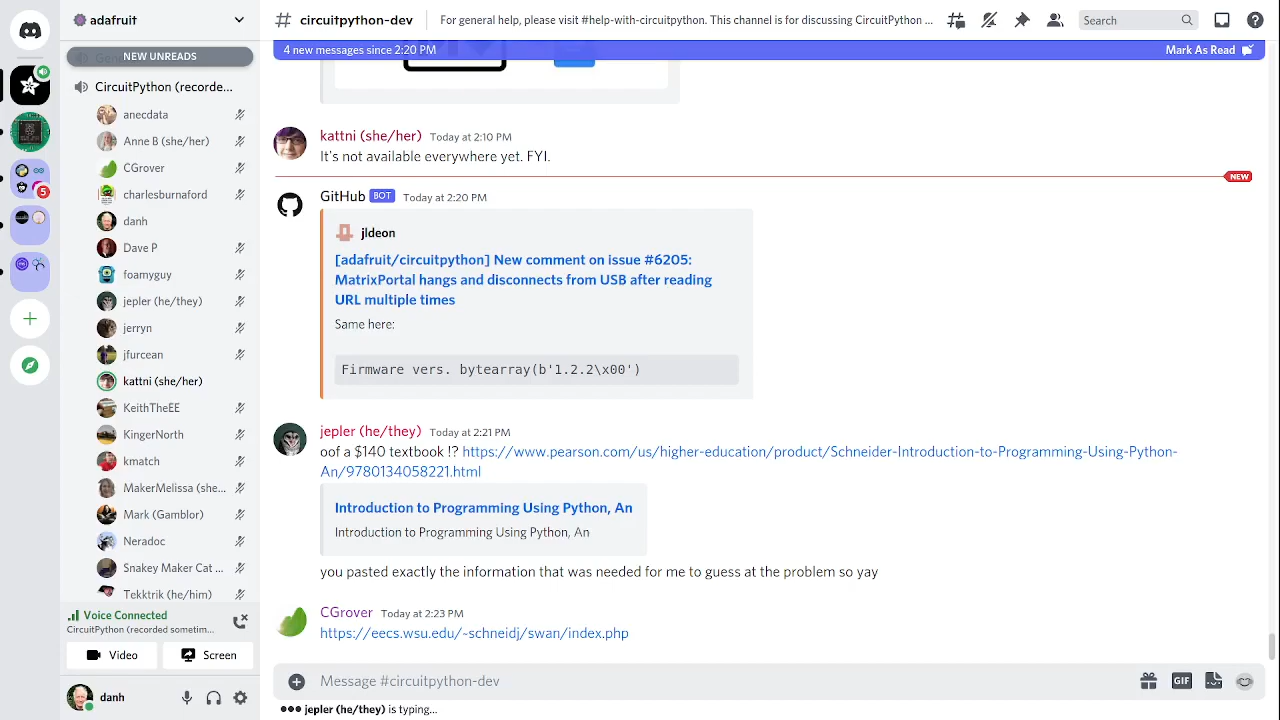 adafruit
# circuitpython-dev
For general help, please visit #help-with-circuitpython. This channel is for discussing CircuitPython ...
Search
NEW UNREADS
CircuitPython (recorde...
anecdata
Anne B (she/her)
CGrover
charlesburnaford
danh
Dave P
foamyguy
jepler (he/they)
jerryn
jfurcean
kattni (she/her)
KeithTheEE
KingerNorth
kmatch
MakerMelissa (she...
Mark (Gamblor)
Neradoc
Snakey Maker Cat ...
Tekktrik (he/him)
Voice Connected
CircuitPython (recorded sometim...
Video
Screen
danh
5
4 new messages since 2:20 PM
Mark As Read
kattni (she/her) Today at 2:10 PM
It's not available everywhere yet. FYI.
NEW
GitHub BOT Today at 2:20 PM
jldeon
[adafruit/circuitpython] New comment on issue #6205:
MatrixPortal hangs and disconnects from USB after reading
URL multiple times
Same here:
Firmware vers. bytearray(b'1.2.2\x00')
jepler (he/they) Today at 2:21 PM
oof a $140 textbook !? https://www.pearson.com/us/higher-education/product/Schneider-Introduction-to-Programming-Using-Python-
An/9780134058221.html
Introduction to Programming Using Python, An
Introduction to Programming Using Python, An
you pasted exactly the information that was needed for me to guess at the problem so yay
CGrover Today at 2:23 PM
https://eecs.wsu.edu/~schneidj/swan/index.php
Message #circuitpython-dev
GIF
jepler (he/they) is typing...